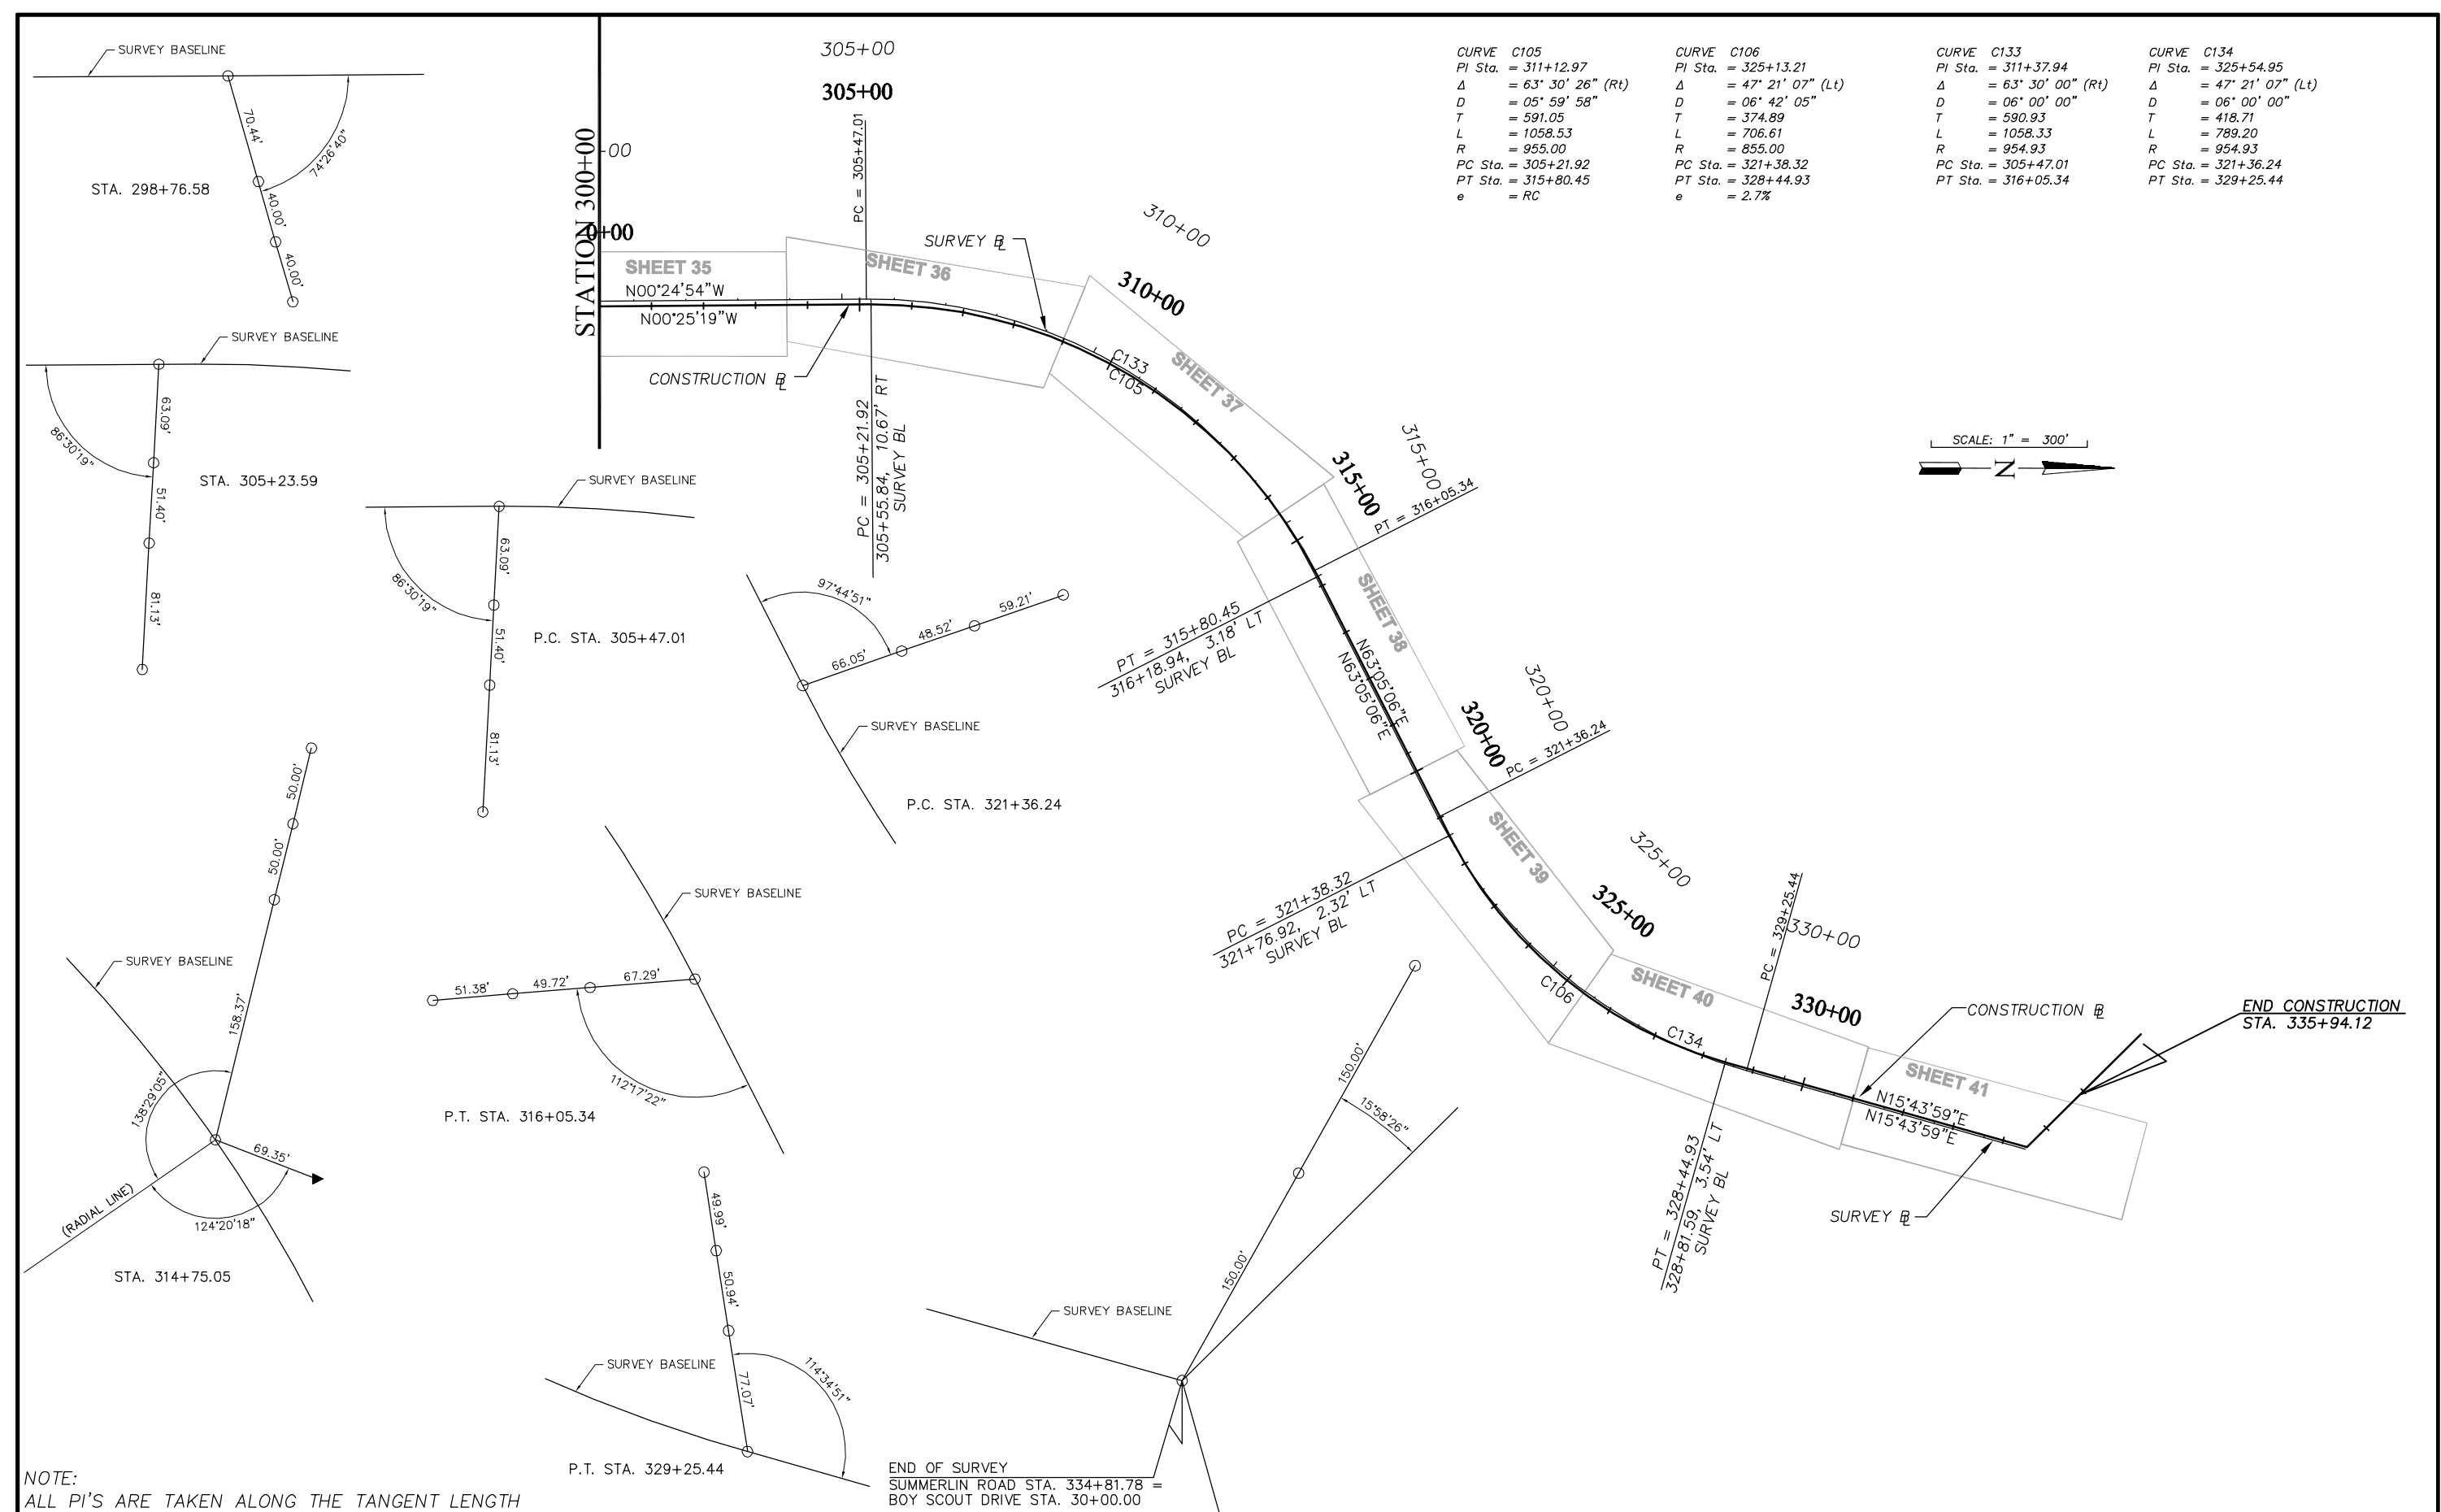 SURVEY BASELINE
70.44'
74°26'40"
40.00'
40.00'
STA. 298+76.58
SURVEY BASELINE
63.09'
86°30'19"
51.40'
81.13'
STA. 305+23.59
SURVEY BASELINE
63.09'
86°30'19"
51.40'
81.13'
P.C. STA. 305+47.01
97°44'51"
59.21'
48.52'
66.05'
SURVEY BASELINE
P.C. STA. 321+36.24
50.00'
50.00'
158.37'
SURVEY BASELINE
138°29'05"
69.35'
(RADIAL LINE)
124°20'18"
STA. 314+75.05
SURVEY BASELINE
51.38'
49.72'
67.29'
112°17'22"
P.T. STA. 316+05.34
49.99'
50.94'
77.07'
114°34'51"
SURVEY BASELINE
P.T. STA. 329+25.44
150.00'
15°58'26"
150.00'
SURVEY BASELINE
END OF SURVEY
SUMMERLIN ROAD STA. 334+81.78 =
BOY SCOUT DRIVE STA. 30+00.00
NOTE:
ALL PI'S ARE TAKEN ALONG THE TANGENT LENGTH
STATION 300+00
00
0+00
305+00
305+00
PC = 305+47.01
SURVEY BL
SHEET 35
SHEET 36
N00°24'54"W
N00°25'19"W
CONSTRUCTION BL
PC = 305+21.92
305+55.84, 10.67' RT
SURVEY BL
310+00
310+00
C133
C105
SHEET 37
315+00
315+00
PT = 316+05.34
PT = 315+80.45
316+18.94, 3.18' LT
SURVEY BL
SHEET 38
N63°05'06"E
N63°05'06"E
320+00
320+00
PC = 321+36.24
PC = 321+38.32
321+76.92, 2.32' LT
SURVEY BL
SHEET 39
325+00
325+00
C106
C134
SHEET 40
PC = 329+25.44
330+00
330+00
PT = 328+44.93
328+81.59, 3.54' LT
SURVEY BL
CONSTRUCTION BL
SHEET 41
N15°43'59"E
N15°43'59"E
SURVEY BL
END CONSTRUCTION
STA. 335+94.12
SCALE: 1" = 300'
N
CURVE C105
PI Sta. = 311+12.97
Δ = 63° 30' 26" (Rt)
D = 05° 59' 58"
T = 591.05
L = 1058.53
R = 955.00
PC Sta. = 305+21.92
PT Sta. = 315+80.45
e = RC
CURVE C106
PI Sta. = 325+13.21
Δ = 47° 21' 07" (Lt)
D = 06° 42' 05"
T = 374.89
L = 706.61
R = 855.00
PC Sta. = 321+38.32
PT Sta. = 328+44.93
e = 2.7%
CURVE C133
PI Sta. = 311+37.94
Δ = 63° 30' 00" (Rt)
D = 06° 00' 00"
T = 590.93
L = 1058.33
R = 954.93
PC Sta. = 305+47.01
PT Sta. = 316+05.34
CURVE C134
PI Sta. = 325+54.95
Δ = 47° 21' 07" (Lt)
D = 06° 00' 00"
T = 418.71
L = 789.20
R = 954.93
PC Sta. = 321+36.24
PT Sta. = 329+25.44